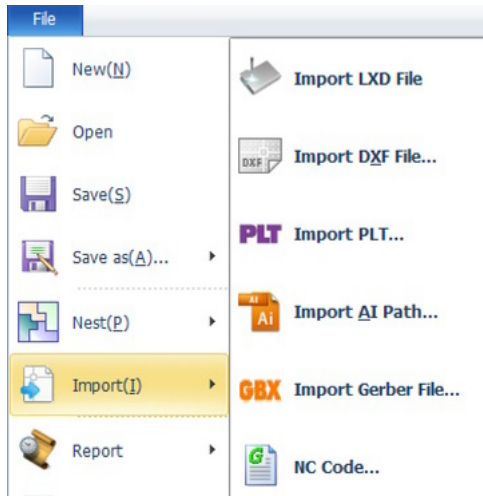 File
New(N)
Open
Save(S)
Save as(A)...
Nest(P)
Import(I)
Report
Import LXD File
DXF
Import DXF File...
PLT
Import PLT...
AI
Ai
Import AI Path...
GBX
Import Gerber File...
G
NC Code...